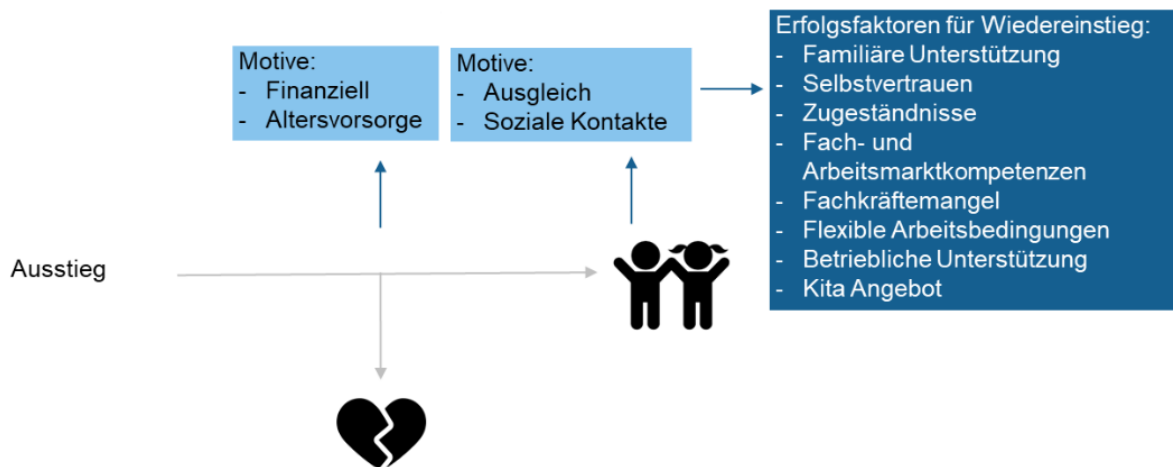 Ausstieg
Motive:
- Finanziell
- Altersvorsorge
Motive:
- Ausgleich
- Soziale Kontakte
Erfolgsfaktoren für Wiedereinstieg:
- Familiäre Unterstützung
- Selbstvertrauen
- Zugeständnisse
- Fach- und
Arbeitsmarktkompetenzen
- Fachkräftemangel
- Flexible Arbeitsbedingungen
- Betriebliche Unterstützung
- Kita Angebot